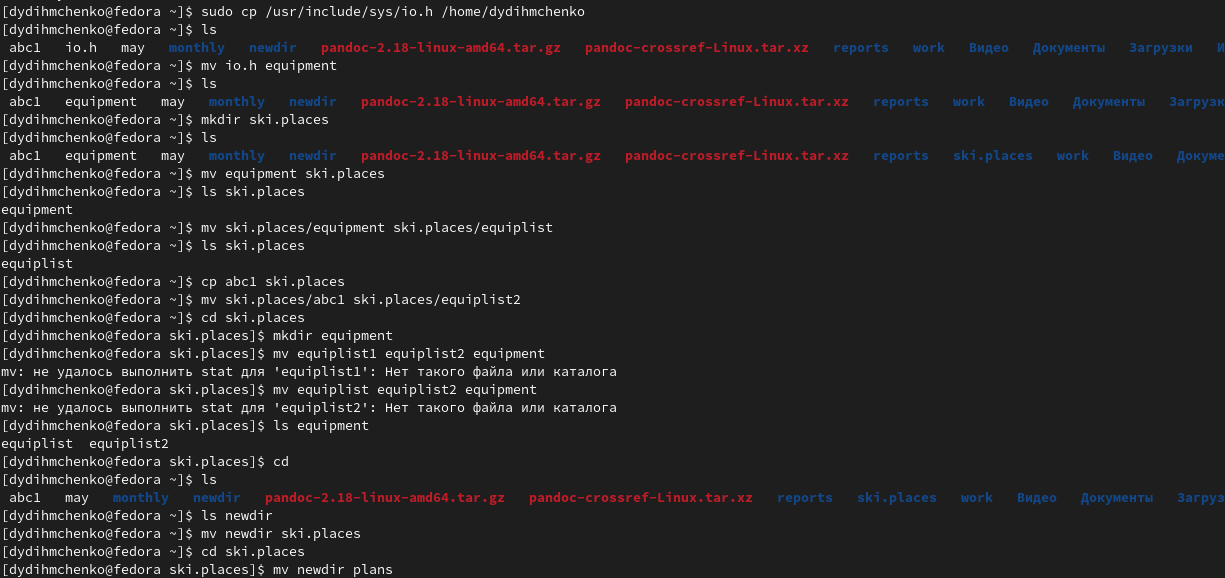 [dydihmchenko@fedora ~]$ sudo cp /usr/include/sys/io.h /home/dydihmchenko
[dydihmchenko@fedora ~]$ ls
abc1 io.h may monthly newdir pandoc-2.18-linux-amd64.tar.gz pandoc-crossref-Linux.tar.xz reports work Видео Документы Загрузки И
[dydihmchenko@fedora ~]$ mv io.h equipment
[dydihmchenko@fedora ~]$ ls
abc1 equipment may monthly newdir pandoc-2.18-linux-amd64.tar.gz pandoc-crossref-Linux.tar.xz reports work Видео Документы Загрузк
[dydihmchenko@fedora ~]$ mkdir ski.places
[dydihmchenko@fedora ~]$ ls
abc1 equipment may monthly newdir pandoc-2.18-linux-amd64.tar.gz pandoc-crossref-Linux.tar.xz reports ski.places work Видео Докуме
[dydihmchenko@fedora ~]$ mv equipment ski.places
[dydihmchenko@fedora ~]$ ls ski.places
equipment
[dydihmchenko@fedora ~]$ mv ski.places/equipment ski.places/equiplist
[dydihmchenko@fedora ~]$ ls ski.places
equiplist
[dydihmchenko@fedora ~]$ cp abc1 ski.places
[dydihmchenko@fedora ~]$ mv ski.places/abc1 ski.places/equiplist2
[dydihmchenko@fedora ~]$ cd ski.places
[dydihmchenko@fedora ski.places]$ mkdir equipment
[dydihmchenko@fedora ski.places]$ mv equiplist1 equiplist2 equipment
mv: не удалось выполнить stat для 'equiplist1': Нет такого файла или каталога
[dydihmchenko@fedora ski.places]$ mv equiplist equiplist2 equipment
mv: не удалось выполнить stat для 'equiplist2': Нет такого файла или каталога
[dydihmchenko@fedora ski.places]$ ls equipment
equiplist equiplist2
[dydihmchenko@fedora ski.places]$ cd
[dydihmchenko@fedora ~]$ ls
abc1 may monthly newdir pandoc-2.18-linux-amd64.tar.gz pandoc-crossref-Linux.tar.xz reports ski.places work Видео Документы Загруз
[dydihmchenko@fedora ~]$ ls newdir
[dydihmchenko@fedora ~]$ mv newdir ski.places
[dydihmchenko@fedora ~]$ cd ski.places
[dydihmchenko@fedora ski.places]$ mv newdir plans